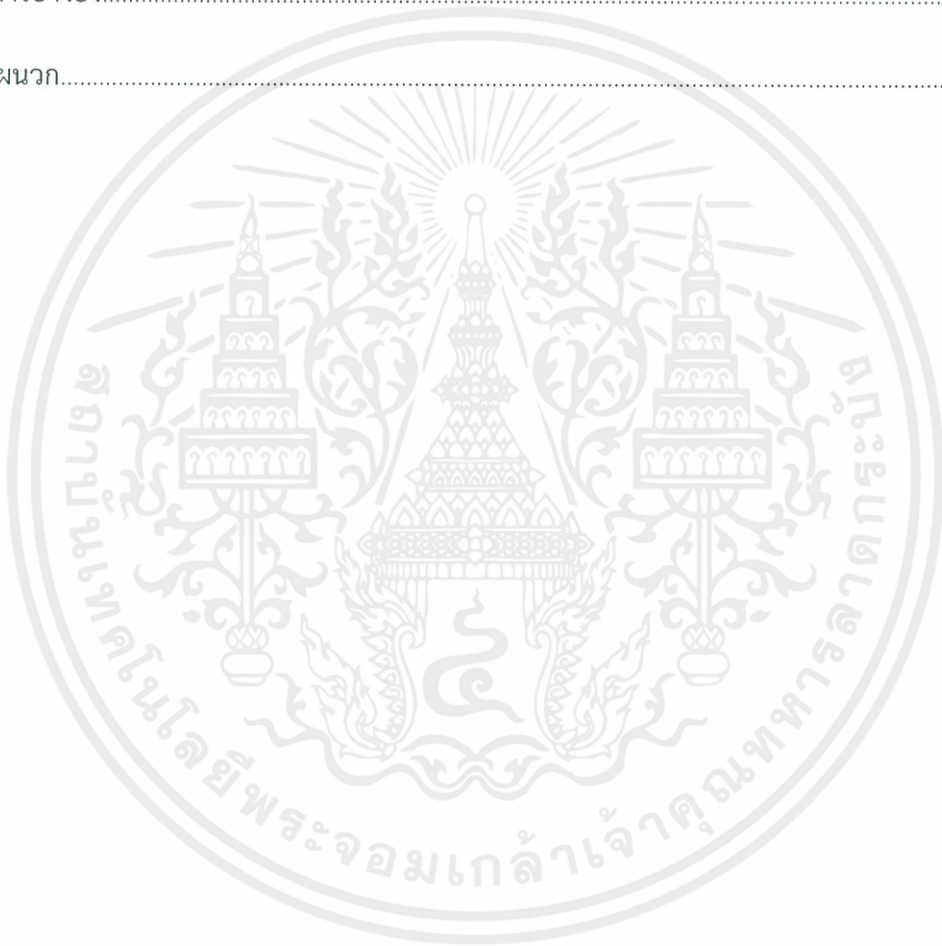 ผนวก................................................................................
สถาบันเทคโนโลยีพระจอมเกล้าเจ้าคุณทหารลาดกระบัง
๔